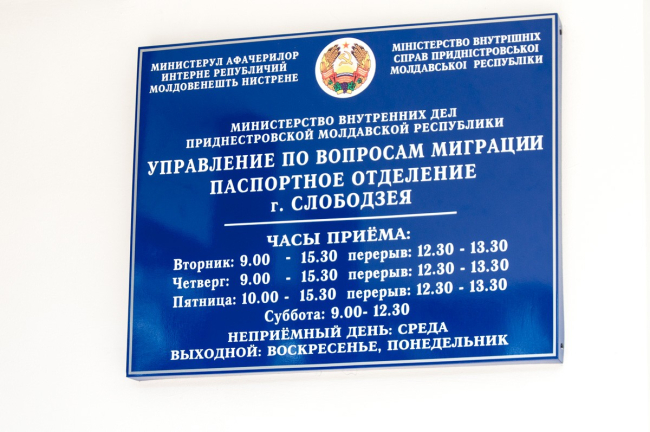 МИНИСТЕРУЛ АФАЧЕРИЛОР
ИНТЕРНЕ РЕПУБЛИЧИЙ
МОЛДОВЕНЕШТЬ НИСТРЕНЕ
МІНІСТЕРСТВО ВНУТРІШНІХ
СПРАВ ПРИДНІСТРОВСЬКОЇ
МОЛДАВСЬКОЇ РЕСПУБЛІКИ
МИНИСТЕРСТВО ВНУТРЕННИХ ДЕЛ
ПРИДНЕСТРОВСКОЙ МОЛДАВСКОЙ РЕСПУБЛИКИ
УПРАВЛЕНИЕ ПО ВОПРОСАМ МИГРАЦИИ
ПАСПОРТНОЕ ОТДЕЛЕНИЕ
г. СЛОБОДЗЕЯ
ЧАСЫ ПРИЁМА:
Вторник: 9.00 - 15.30 перерыв: 12.30 - 13.30
Четверг: 9.00 - 15.30 перерыв: 12.30 - 13.30
Пятница: 10.00 - 15.30 перерыв: 12.30 - 13.30
Суббота: 9.00- 12.30
НЕПРИЁМНЫЙ ДЕНЬ: СРЕДА
ВЫХОДНОЙ: ВОСКРЕСЕНЬЕ, ПОНЕДЕЛЬНИК